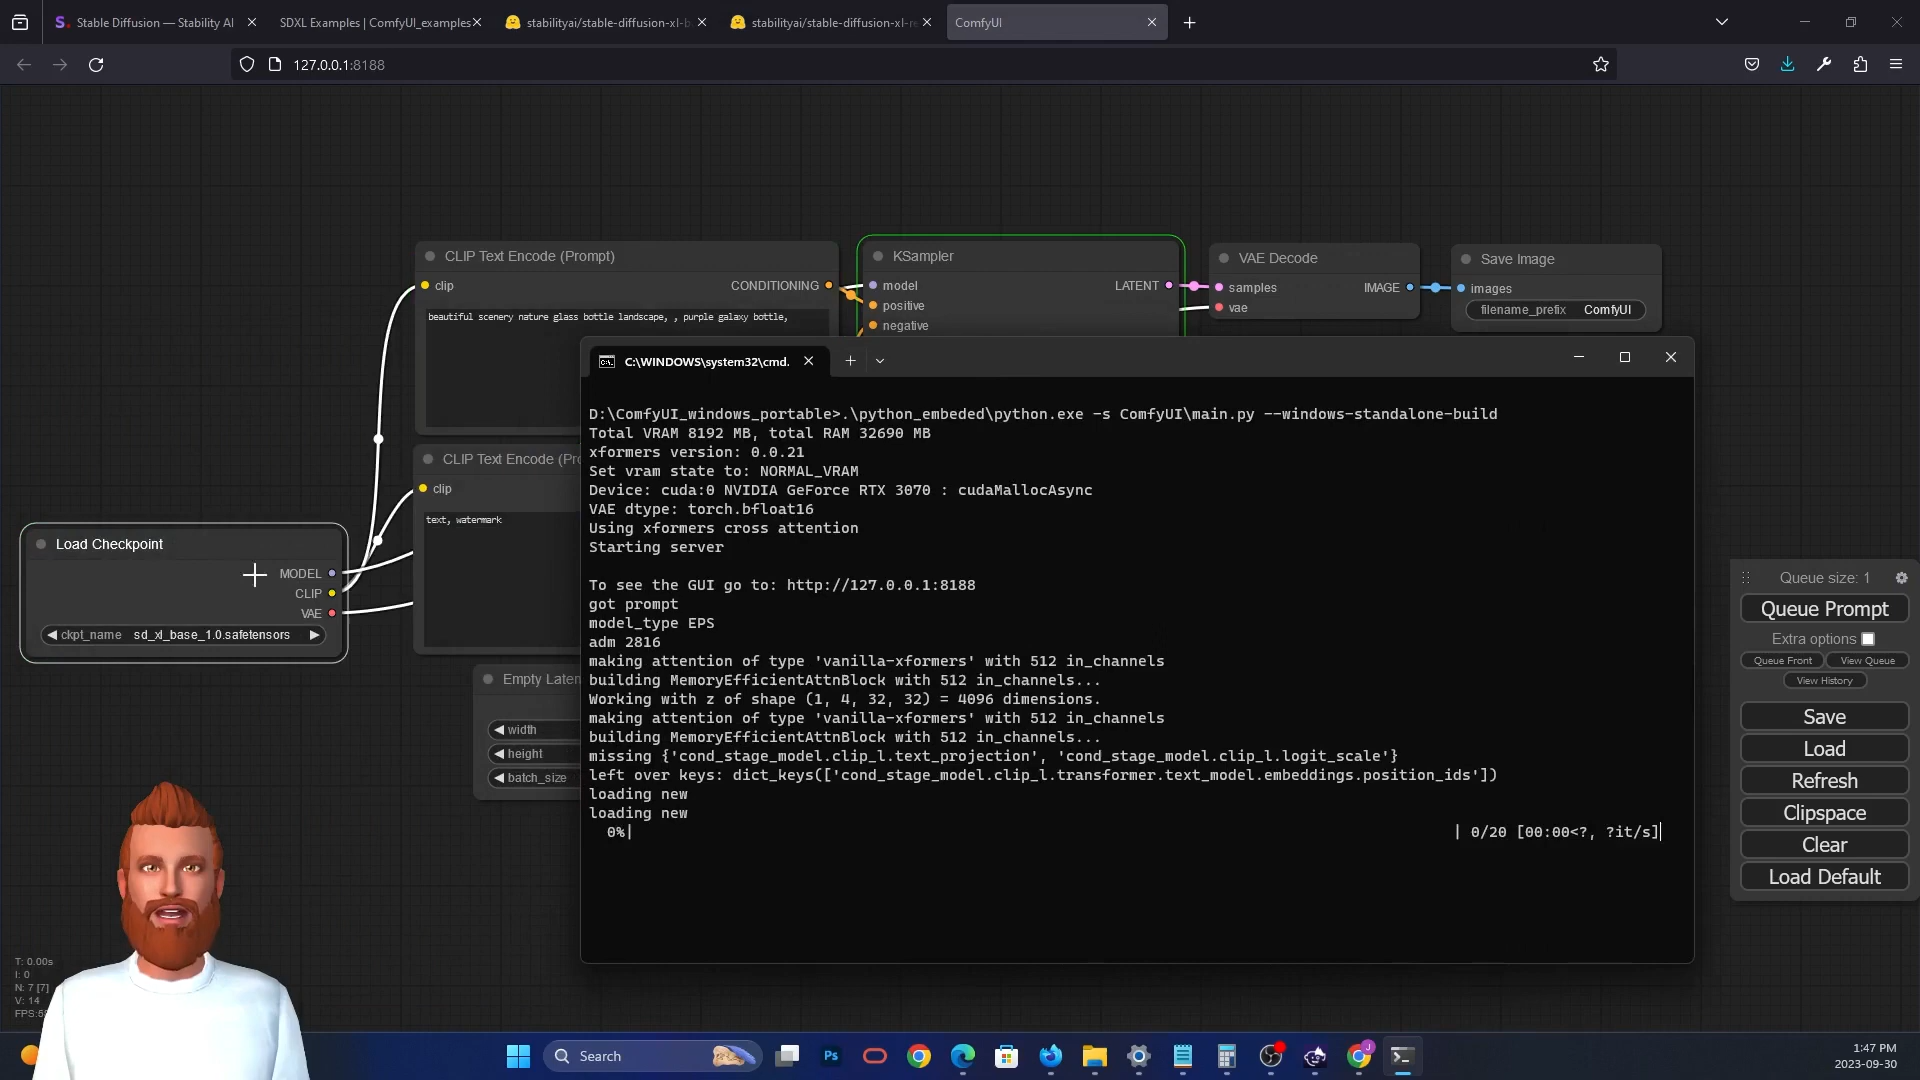 Stable Diffusion — Stability AI
SDXL Examples | ComfyUI_examples
stabilityai/stable-diffusion-xl-b
stabilityai/stable-diffusion-xl-re
ComfyUI
127.0.0.1:8188
CLIP Text Encode (Prompt)
clip
CONDITIONING
beautiful scenery nature glass bottle landscape, , purple galaxy bottle,
KSampler
model
LATENT
positive
negative
VAE Decode
samples
IMAGE
vae
Save Image
images
filename_prefix ComfyUI
CLIP Text Encode (Pro
clip
text, watermark
Load Checkpoint
MODEL
CLIP
VAE
ckpt_name sd_xl_base_1.0.safetensors
Empty Laten
width
height
batch_size
C:\WINDOWS\system32\cmd.
D:\ComfyUI_windows_portable>.\python_embeded\python.exe -s ComfyUI\main.py --windows-standalone-build
Total VRAM 8192 MB, total RAM 32690 MB
xformers version: 0.0.21
Set vram state to: NORMAL_VRAM
Device: cuda:0 NVIDIA GeForce RTX 3070 : cudaMallocAsync
VAE dtype: torch.bfloat16
Using xformers cross attention
Starting server
To see the GUI go to: http://127.0.0.1:8188
got prompt
model_type EPS
adm 2816
making attention of type 'vanilla-xformers' with 512 in_channels
building MemoryEfficientAttnBlock with 512 in_channels...
Working with z of shape (1, 4, 32, 32) = 4096 dimensions.
making attention of type 'vanilla-xformers' with 512 in_channels
building MemoryEfficientAttnBlock with 512 in_channels...
missing {'cond_stage_model.clip_l.text_projection', 'cond_stage_model.clip_l.logit_scale'}
left over keys: dict_keys(['cond_stage_model.clip_l.transformer.text_model.embeddings.position_ids'])
loading new
loading new
0%| | 0/20 [00:00<?, ?it/s]
Queue size: 1
Queue Prompt
Extra options
Queue Front
View Queue
View History
Save
Load
Refresh
Clipspace
Clear
Load Default
T: 0.00s
I: 0
N: 7 [7]
V: 14
Search
Ps
1:47 PM
2023-09-30